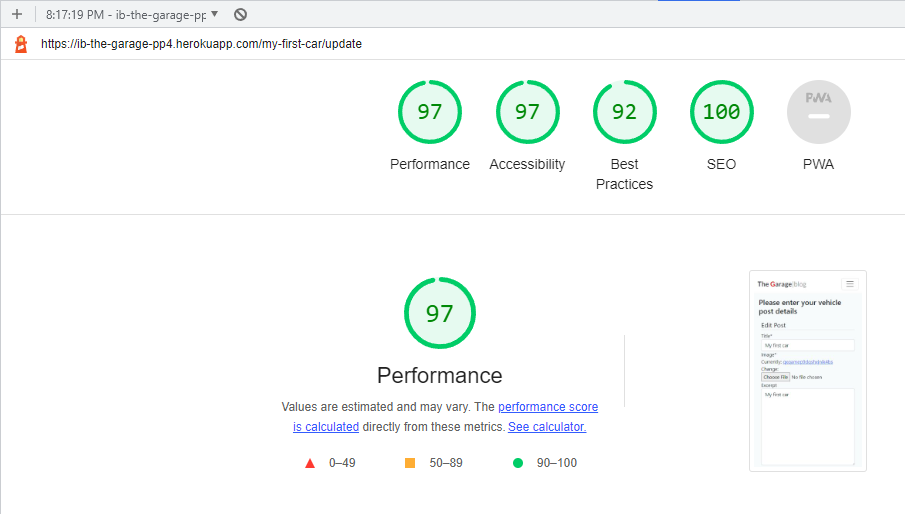 8:17:19 PM - ib-the-garage-pp
https://ib-the-garage-pp4.herokuapp.com/my-first-car/update
97
97
92
100
PWA
Performance
Accessibility
Best
Practices
SEO
PWA
97
Performance
Values are estimated and may vary. The performance score
is calculated directly from these metrics. See calculator.
0–49
50–89
90–100
The Garage|blog
Please enter your vehicle
post details
Edit Post
Title*
My first car
Image*
Currently:
Change:
Choose File No file chosen
Excerpt
My first car